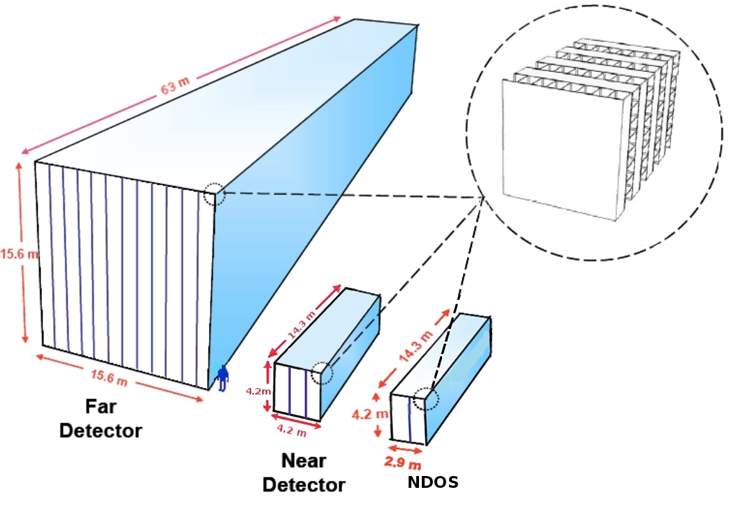 63 m
15.6 m
15.6 m
Far
Detector
14.3 m
4.2m
4.2 m
Near
Detector
14.3 m
4.2 m
2.9 m
NDOS